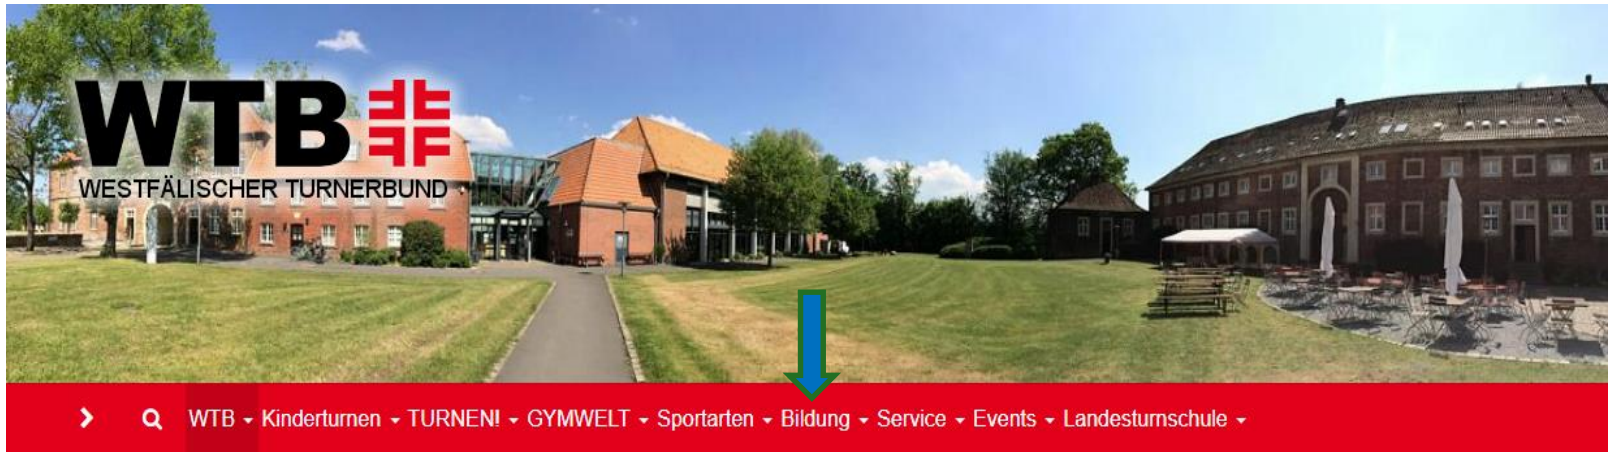 WTB
WESTFÄLISCHER TURNERBUND
WTB Kinderturnen TURNEN! GYMWELT Sportarten Bildung Service Events Landesturnschule